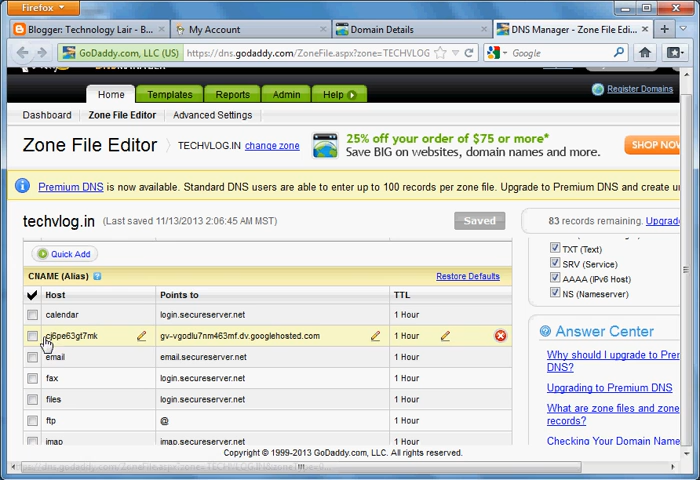 Firefox
Blogger: Technology Lair - B...
My Account
Domain Details
DNS Manager - Zone File Edi...
GoDaddy.com, LLC (US)
https://dns.godaddy.com/ZoneFile.aspx?zone=TECHVLOG
Google
Register Domains
Home
Templates
Reports
Admin
Help
Dashboard
Zone File Editor
Advanced Settings
Zone File Editor
TECHVLOG.IN change zone
25% off your order of $75 or more*
Save BIG on websites, domain names and more.
SHOP NOW
Premium DNS is now available. Standard DNS users are able to enter up to 100 records per zone file. Upgrade to Premium DNS and create un
techvlog.in (Last saved 11/13/2013 2:06:45 AM MST)
Saved
83 records remaining. Upgrade
Quick Add
TXT (Text)
SRV (Service)
AAAA (IPv6 Host)
NS (Nameserver)
CNAME (Alias) ?
Restore Defaults
Host Points to TTL
calendar login.secureserver.net 1 Hour
cj6pe63gt7mk gv-vgodlu7nm463mf.dv.googlehosted.com 1 Hour
email email.secureserver.net 1 Hour
fax login.secureserver.net 1 Hour
files login.secureserver.net 1 Hour
ftp @ 1 Hour
imap imap.secureserver.net 1 Hour
Answer Center
Why should I upgrade to Prem
DNS?
Upgrading to Premium DNS
What are zone files and zone
records?
Checking Your Domain Name
Copyright © 1999-2013 GoDaddy.com, LLC. All rights reserved.